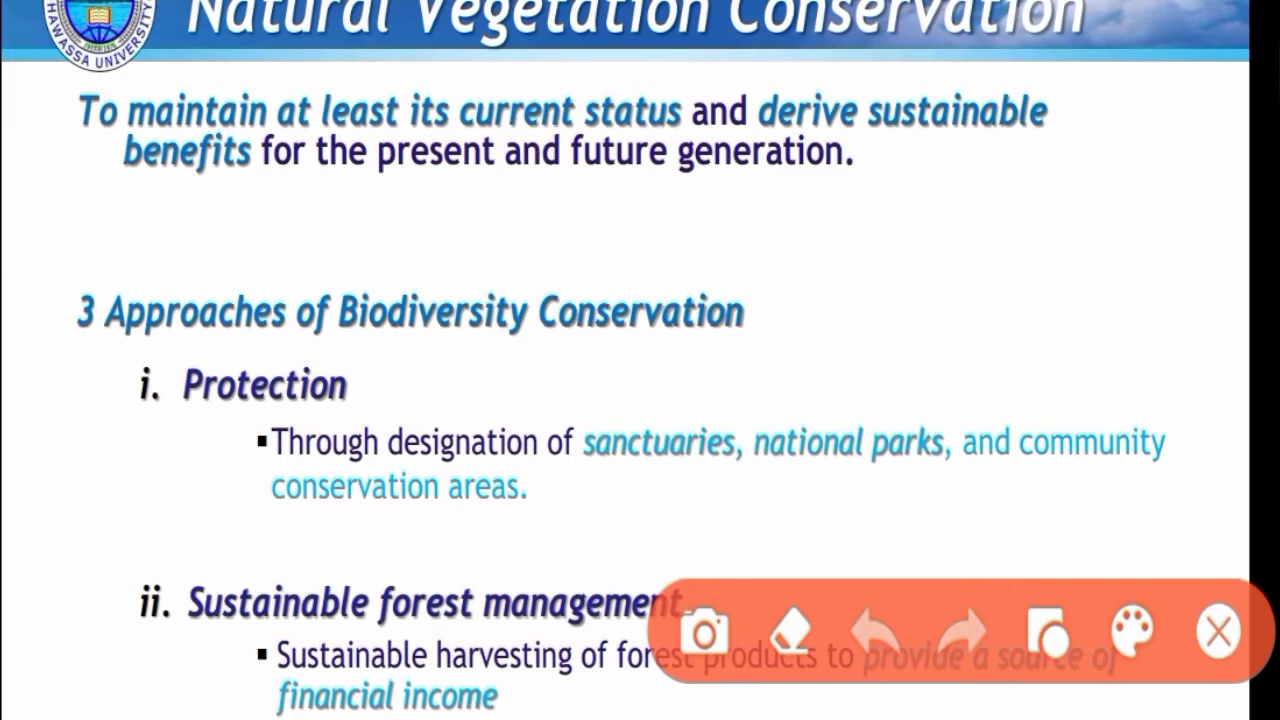 Natural Vegetation Conservation
HAWASSA UNIVERSITY
To maintain at least its current status and derive sustainable
benefits for the present and future generation.
3 Approaches of Biodiversity Conservation
i. Protection
▪Through designation of sanctuaries, national parks, and community
conservation areas.
ii. Sustainable forest management
▪ Sustainable harvesting of forest products to provide a source of
financial income